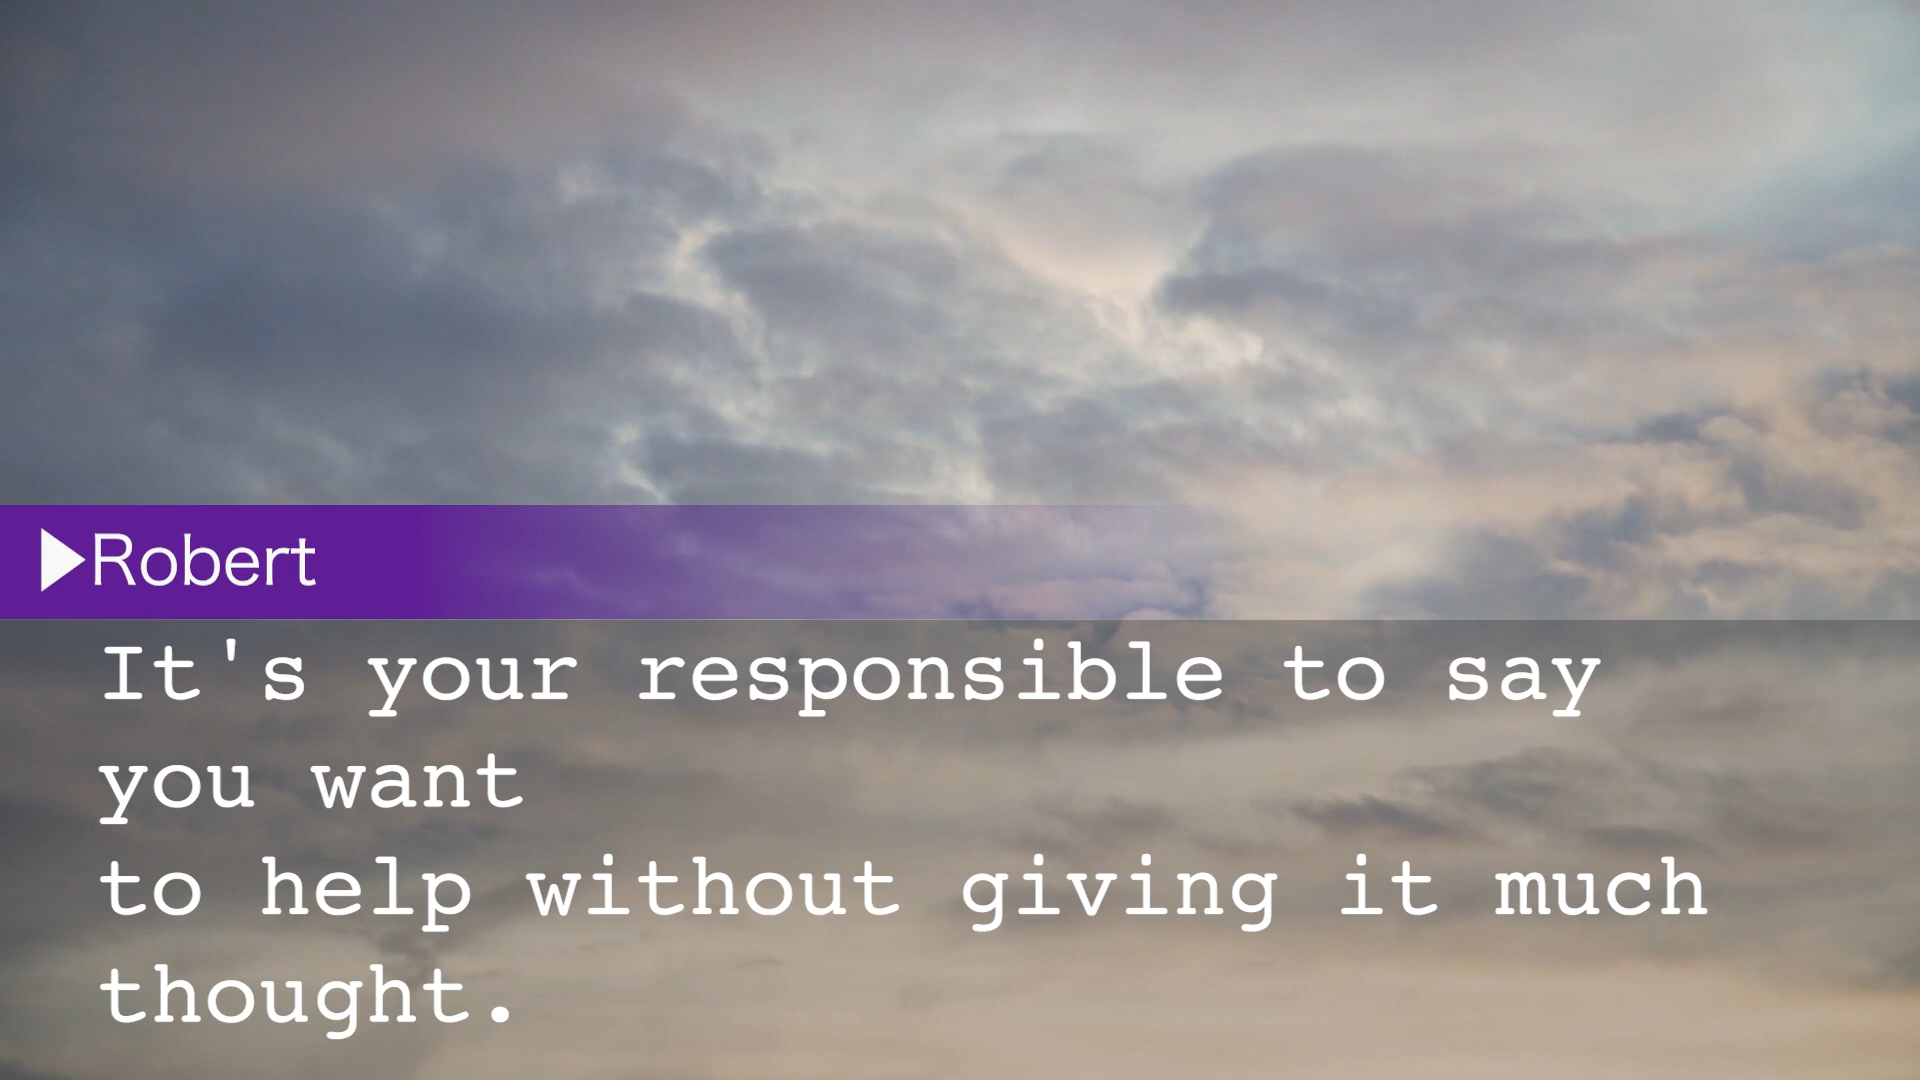 Robert
It's your responsible to say
you want
to help without giving it much
thought.